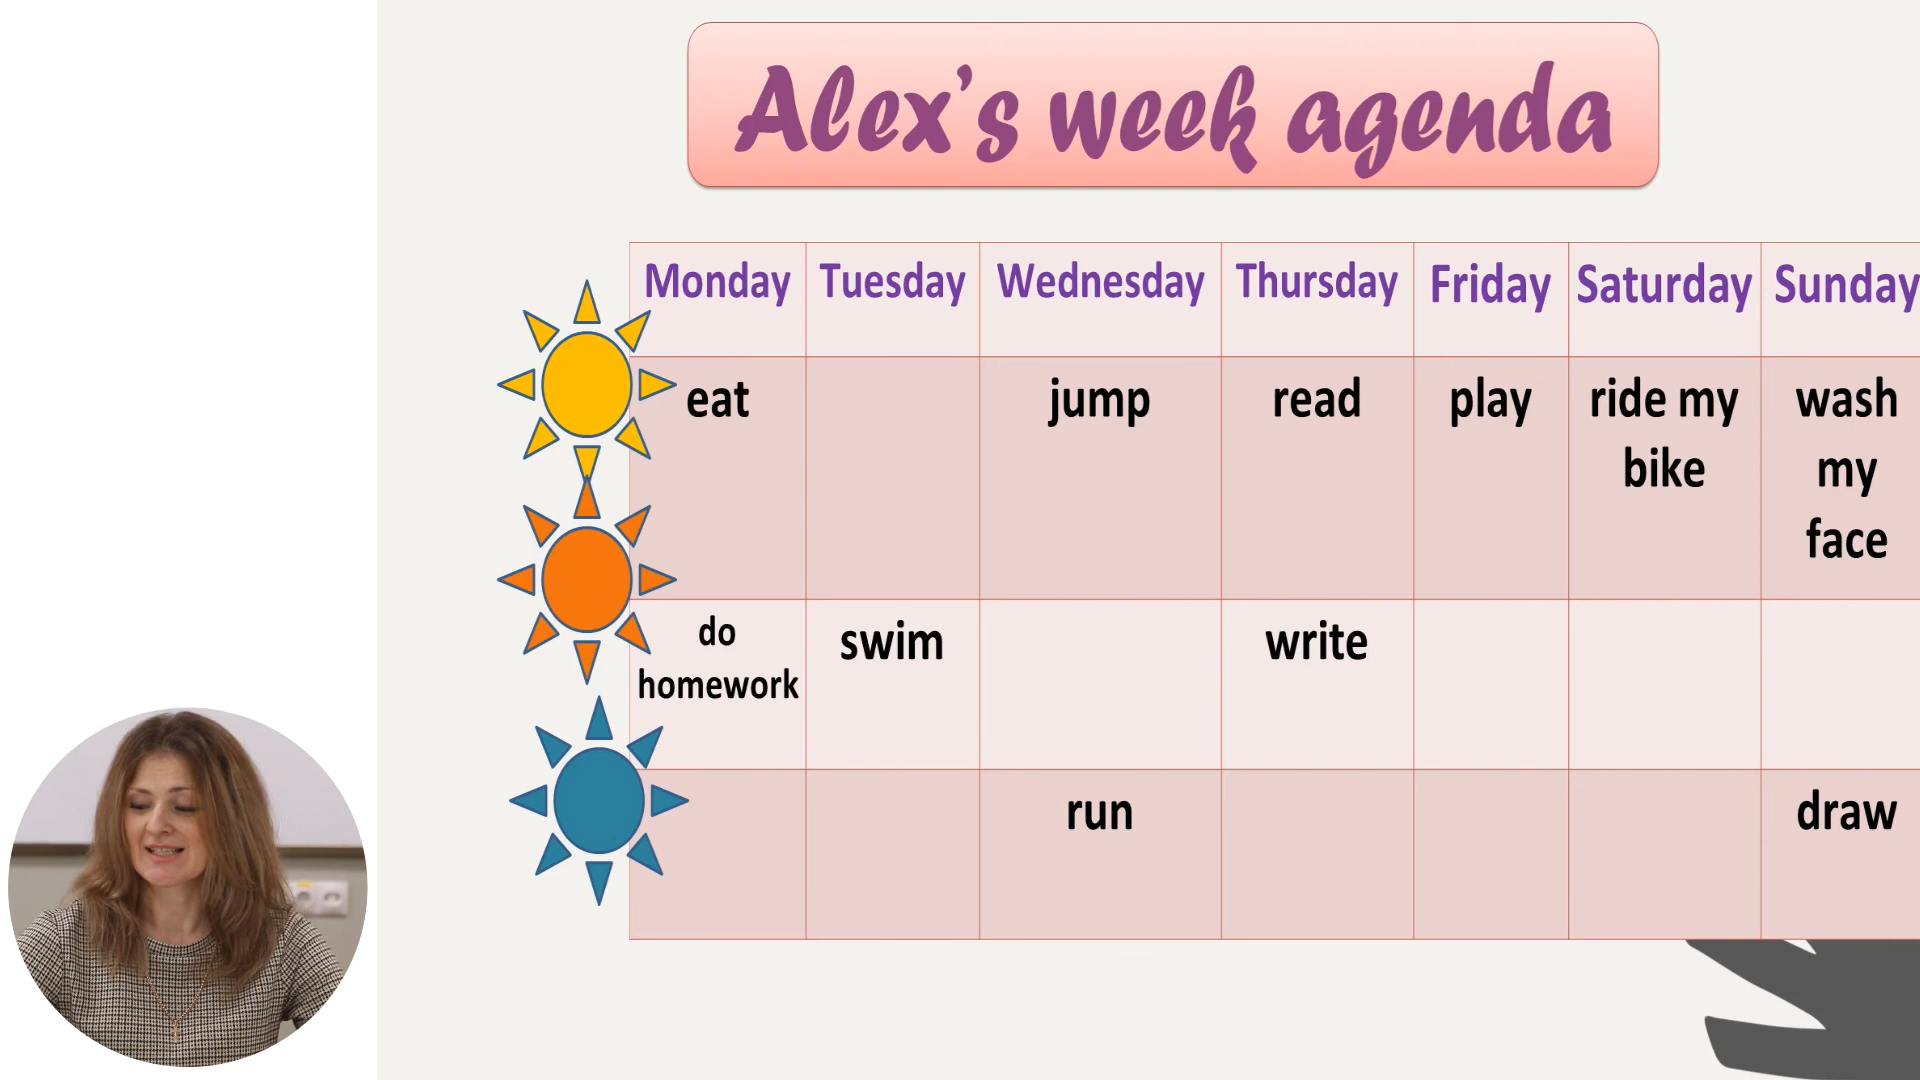 Alex's week agenda
Monday Tuesday Wednesday Thursday Friday Saturday Sunday
eat jump read play ride my bike wash my face
do homework swim write
run draw